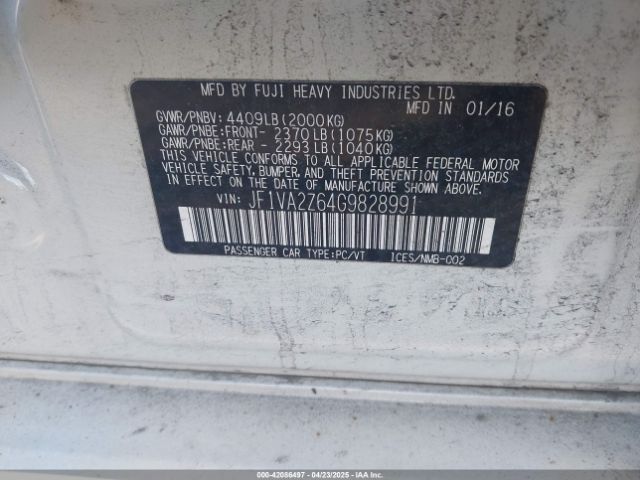 MFD BY FUJI HEAVY INDUSTRIES LTD.
MFD IN 01/16
GVWR/PNBV: 4409LB(2000KG)
GAWR/PNBE:FRONT- 2370LB(1075KG)
GAWR/PNBE:REAR - 2293LB(1040KG)
THIS VEHICLE CONFORMS TO ALL APPLICABLE FEDERAL MOTOR
VEHICLE SAFETY, BUMPER, AND THEFT PREVENTION STANDARDS
IN EFFECT ON THE DATE OF MANUFACTURE SHOWN ABOVE.
VIN: JF1VA2Z64G9828991
PASSENGER CAR TYPE:PC/VT ICES/NMB-002
000-42086497 - 04/23/2025 - IAAI.COM